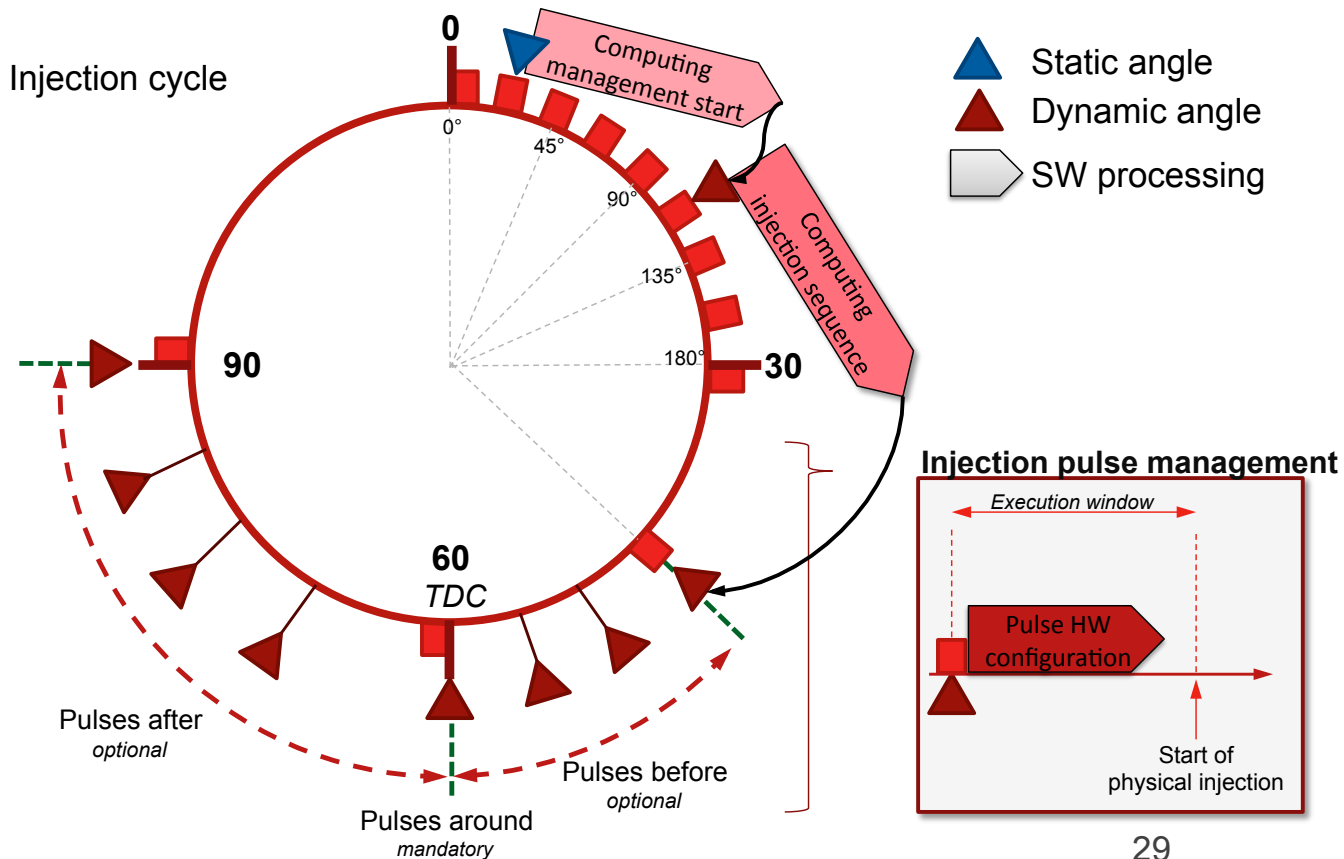 Injection cycle
0
Computing
management start
Static angle
Dynamic angle
SW processing
0°
45°
90°
135°
180°
Computing
injection sequence
90
30
60
TDC
Pulses after
optional
Pulses around
mandatory
Pulses before
optional
Injection pulse management
Execution window
Pulse HW
configuration
Start of
physical injection
29